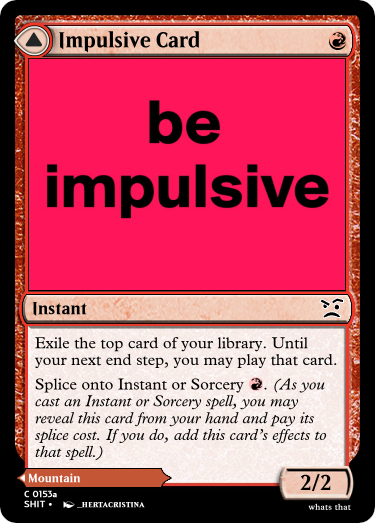 Impulsive Card
be
impulsive
Instant
Exile the top card of your library. Until
your next end step, you may play that card.
Splice onto Instant or Sorcery . (As you
cast an Instant or Sorcery spell, you may
reveal this card from your hand and pay its
splice cost. If you do, add this card's effects to
that spell.)
Mountain
2/2
C 0153a
SHIT • _HERTACRISTINA
whats that